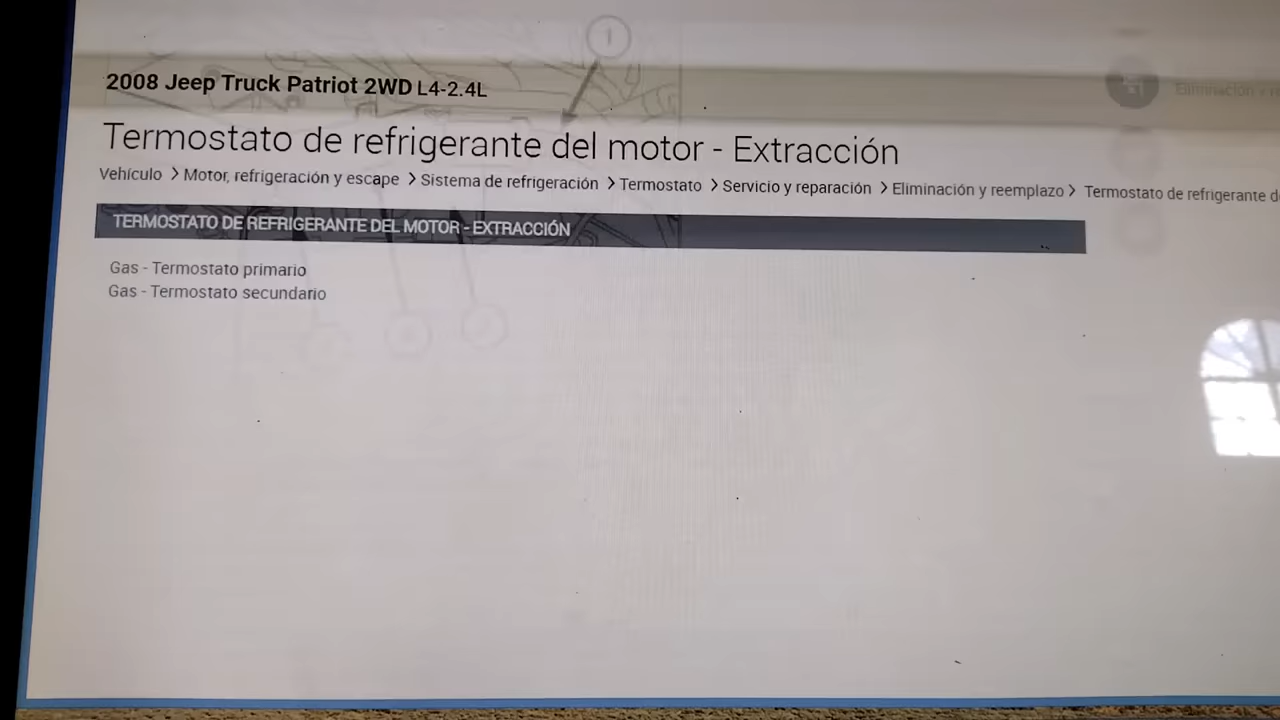 2008 Jeep Truck Patriot 2WD L4-2.4L
Termostato de refrigerante del motor - Extracción
Vehículo > Motor, refrigeración y escape > Sistema de refrigeración > Termostato > Servicio y reparación > Eliminación y reemplazo > Termostato de refrigerante d
TERMOSTATO DE REFRIGERANTE DEL MOTOR - EXTRACCIÓN
Gas - Termostato primario
Gas - Termostato secundario